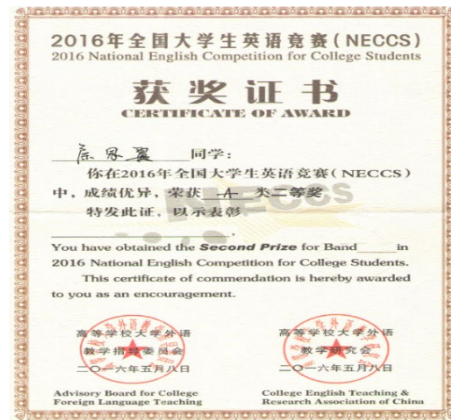 2016年全国大学生英语竞赛(NECCS)
2016 National English Competition for College Students
获奖证书
CERTIFICATE OF AWARD
同学:
你在2016年全国大学生英语竞赛(NECCS)
中,成绩优异,荣获 A 类二等奖
特发此证,以示表彰
NECCS
You have obtained the Second Prize for Band____in
2016 National English Competition for College Students.
This certificate of commendation is hereby awarded
to you as an encouragement.
高等学校大学外语
教学指导委员会
二〇一六年五月八日
Advisory Board for College
Foreign Language Teaching
高等学校大学外语
教学研究会
二〇一六年五月八日
College English Teaching &
Research Association of China